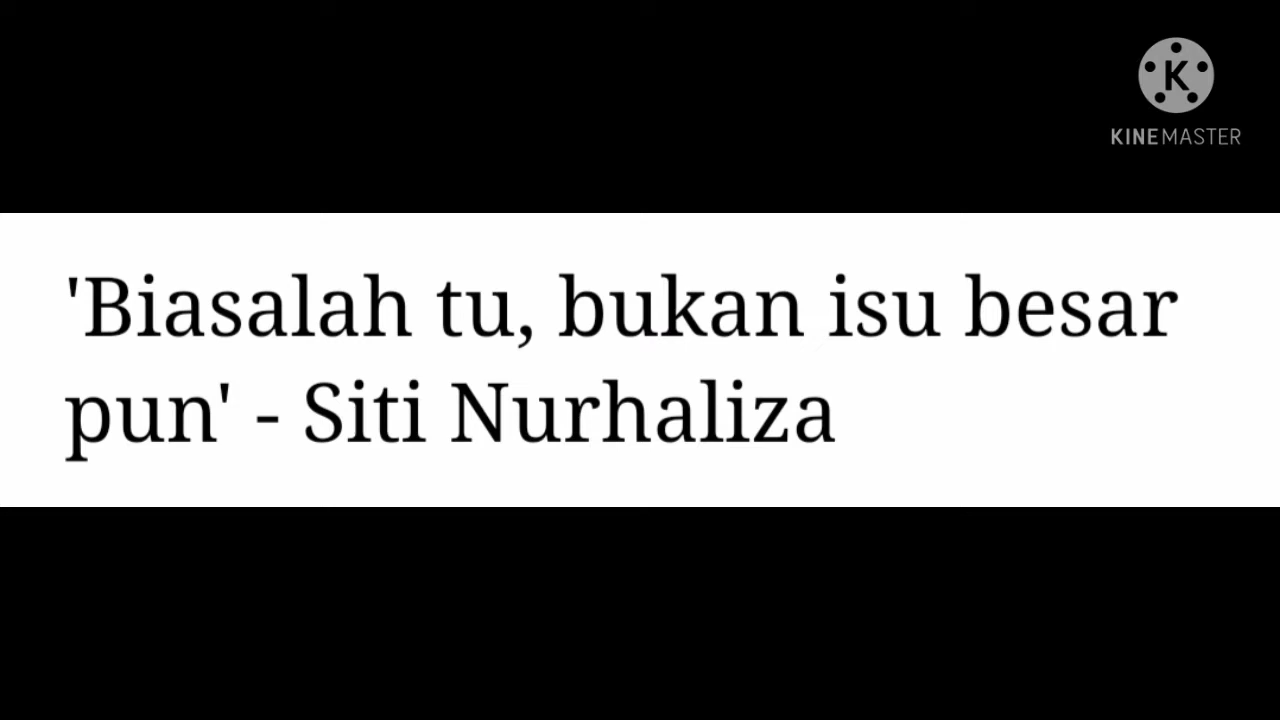 KINEMASTER
'Biasalah tu, bukan isu besar
pun' - Siti Nurhaliza